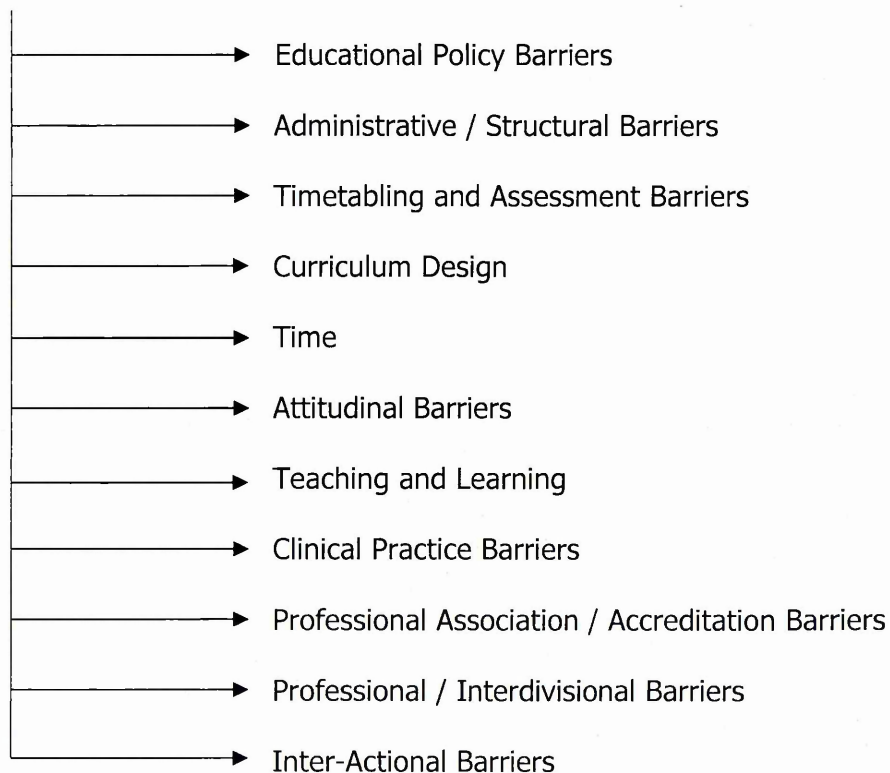 Educational Policy Barriers
Administrative / Structural Barriers
Timetabling and Assessment Barriers
Curriculum Design
Time
Attitudinal Barriers
Teaching and Learning
Clinical Practice Barriers
Professional Association / Accreditation Barriers
Professional / Interdivisional Barriers
Inter-Actional Barriers